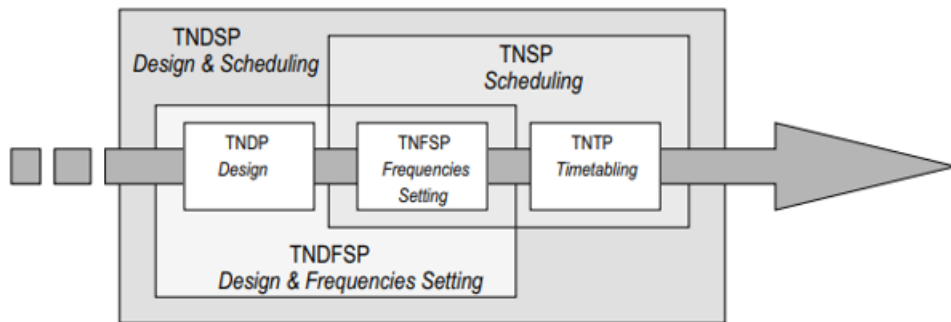 TNDSP
Design & Scheduling
TNSP
Scheduling
TNDP
Design
TNFSP
Frequencies
Setting
TNTP
Timetabling
TNDFSP
Design & Frequencies Setting